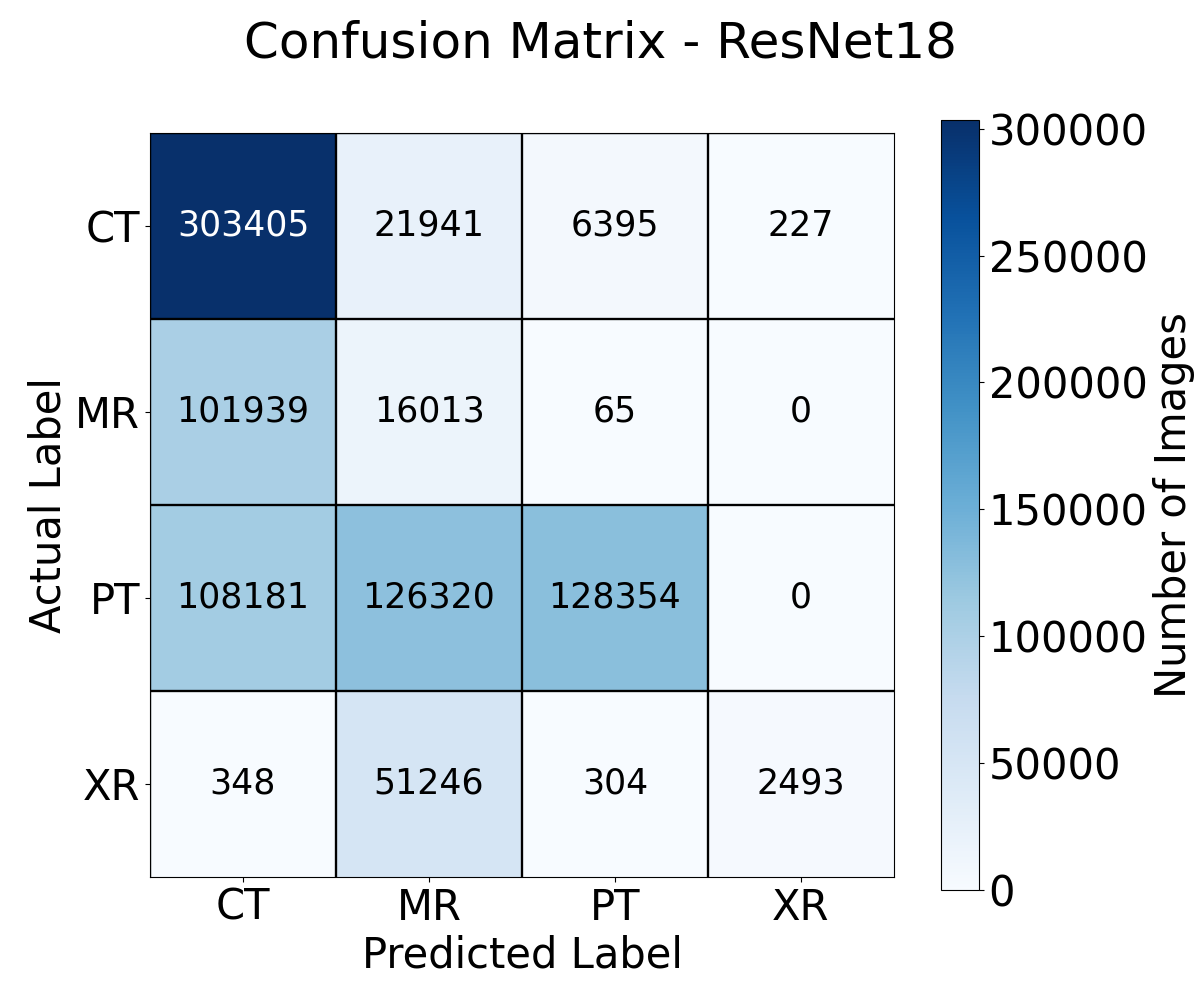 Confusion Matrix - ResNet18
CT 303405 21941 6395 227
MR 101939 16013 65 0
PT 108181 126320 128354 0
XR 348 51246 304 2493
CT MR PT XR
Predicted Label
Actual Label
300000
250000
200000
150000
100000
50000
0
Number of Images